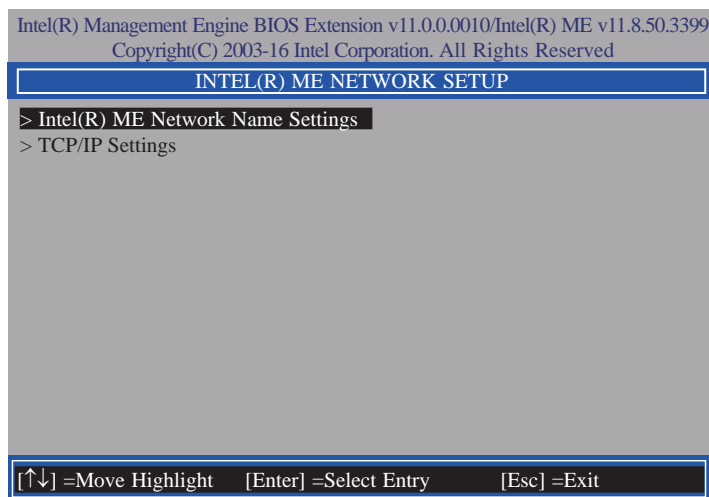 Intel(R) Management Engine BIOS Extension v11.0.0.0010/Intel(R) ME v11.8.50.3399
Copyright(C) 2003-16 Intel Corporation. All Rights Reserved
INTEL(R) ME NETWORK SETUP
> Intel(R) ME Network Name Settings
> TCP/IP Settings
[↑↓] =Move Highlight [Enter] =Select Entry [Esc] =Exit